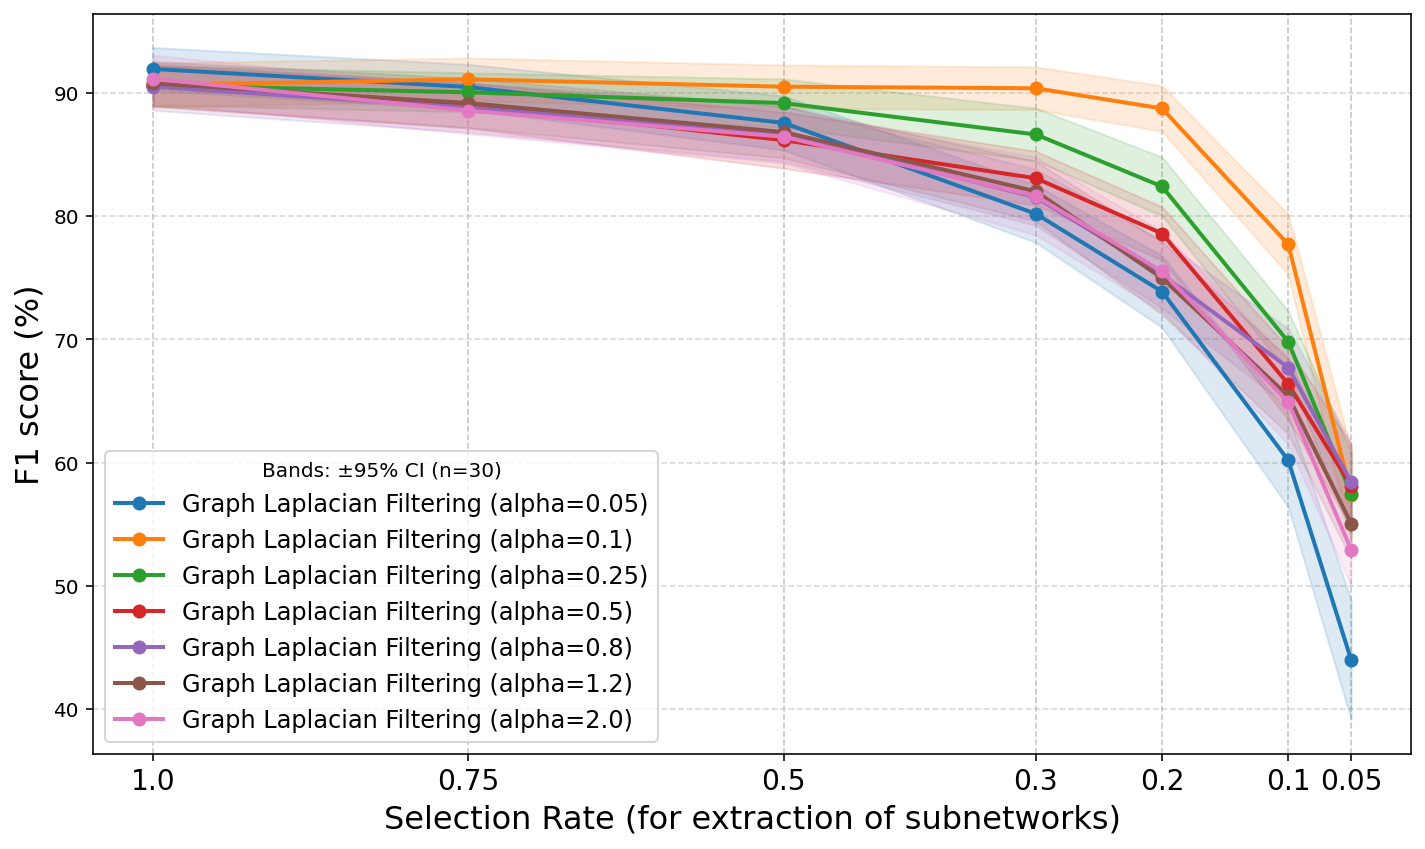 F1 score (%)
90
80
70
60
50
40
Bands: ±95% CI (n=30)
Graph Laplacian Filtering (alpha=0.05)
Graph Laplacian Filtering (alpha=0.1)
Graph Laplacian Filtering (alpha=0.25)
Graph Laplacian Filtering (alpha=0.5)
Graph Laplacian Filtering (alpha=0.8)
Graph Laplacian Filtering (alpha=1.2)
Graph Laplacian Filtering (alpha=2.0)
1.0 0.75 0.5 0.3 0.2 0.1 0.05
Selection Rate (for extraction of subnetworks)